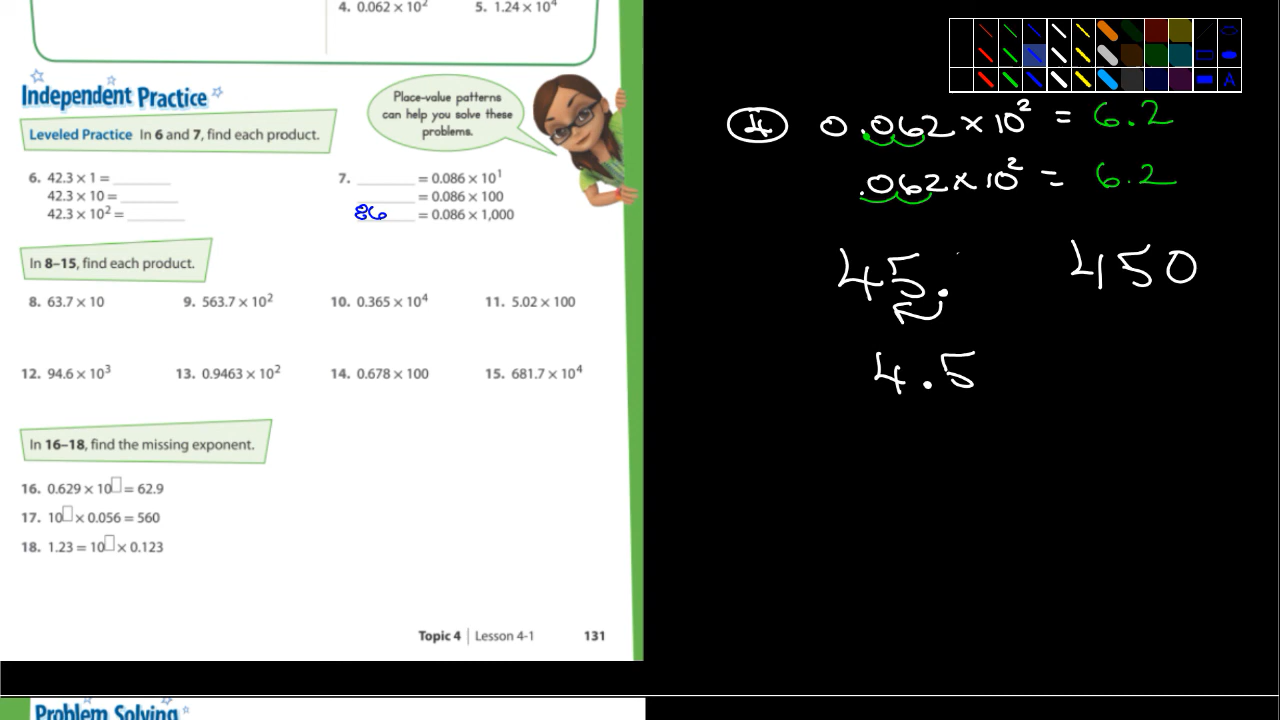 4. 0.062 × 10² 5. 1.24 × 10⁴
Independent Practice
Leveled Practice In 6 and 7, find each product.
Place-value patterns
can help you solve these
problems.
6. 42.3 × 1 = ______
42.3 × 10 = ______
42.3 × 10² = ______
7. ______ = 0.086 × 10¹
______ = 0.086 × 100
86 = 0.086 × 1,000
In 8–15, find each product.
8. 63.7 × 10 9. 563.7 × 10² 10. 0.365 × 10⁴ 11. 5.02 × 100
12. 94.6 × 10³ 13. 0.9463 × 10² 14. 0.678 × 100 15. 681.7 × 10⁴
In 16–18, find the missing exponent.
16. 0.629 × 10□ = 62.9
17. 10□ × 0.056 = 560
18. 1.23 = 10□ × 0.123
Topic 4 | Lesson 4-1 131
Problem Solving
A
4 0.062 × 10² = 6.2
.062 × 10² = 6.2
45. 450
4.5